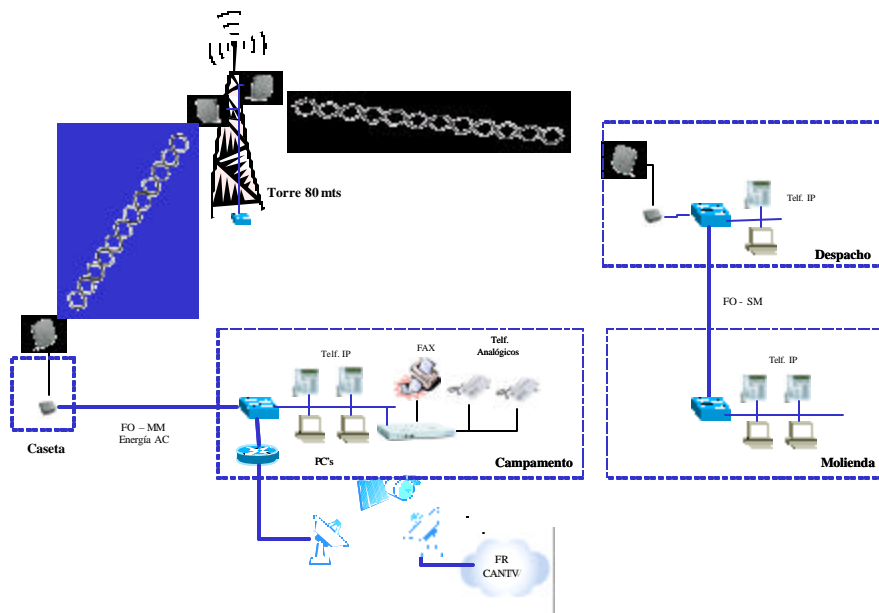 Torre 80 mts
Telf. IP
Despacho
FO - SM
Telf. IP
FAX
Telf.
Analógicos
Telf. IP
FO – MM
Energía AC
Caseta
PC's
Campamento
Molienda
FR
CANTV